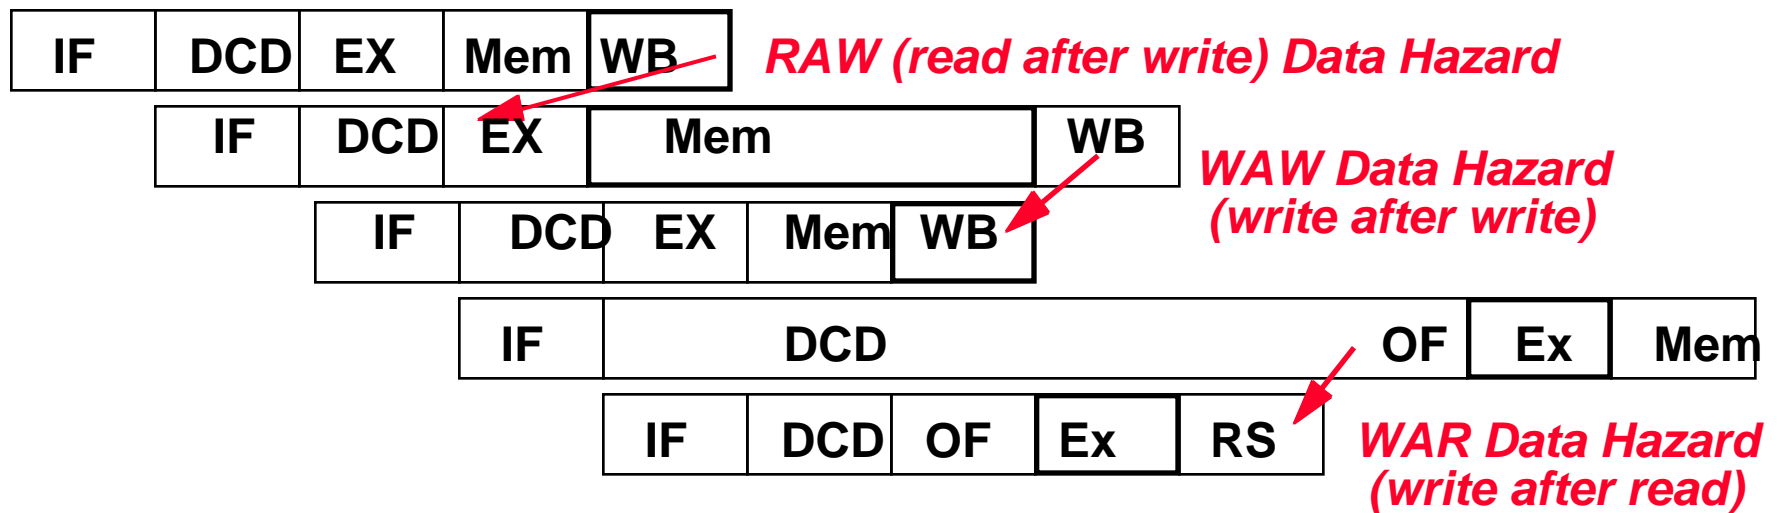 IF DCD EX Mem WB RAW (read after write) Data Hazard
IF DCD EX Mem WB
WAW Data Hazard
(write after write)
IF DCD EX Mem WB
IF DCD OF Ex Mem
IF DCD OF Ex RS
WAR Data Hazard
(write after read)